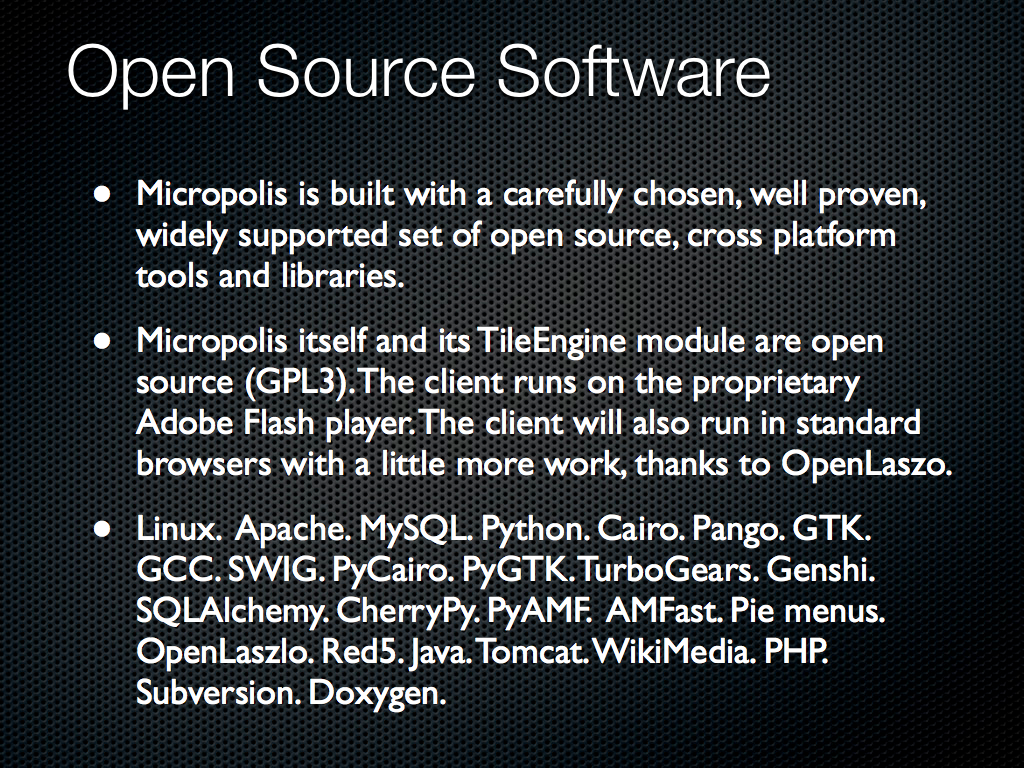 Open Source Software
• Micropolis is built with a carefully chosen, well proven,
widely supported set of open source, cross platform
tools and libraries.
• Micropolis itself and its TileEngine module are open
source (GPL3). The client runs on the proprietary
Adobe Flash player. The client will also run in standard
browsers with a little more work, thanks to OpenLaszo.
• Linux. Apache. MySQL. Python. Cairo. Pango. GTK.
GCC. SWIG. PyCairo. PyGTK. TurboGears. Genshi.
SQLAlchemy. CherryPy. PyAMF. AMFast. Pie menus.
OpenLaszlo. Red5. Java. Tomcat. WikiMedia. PHP.
Subversion. Doxygen.